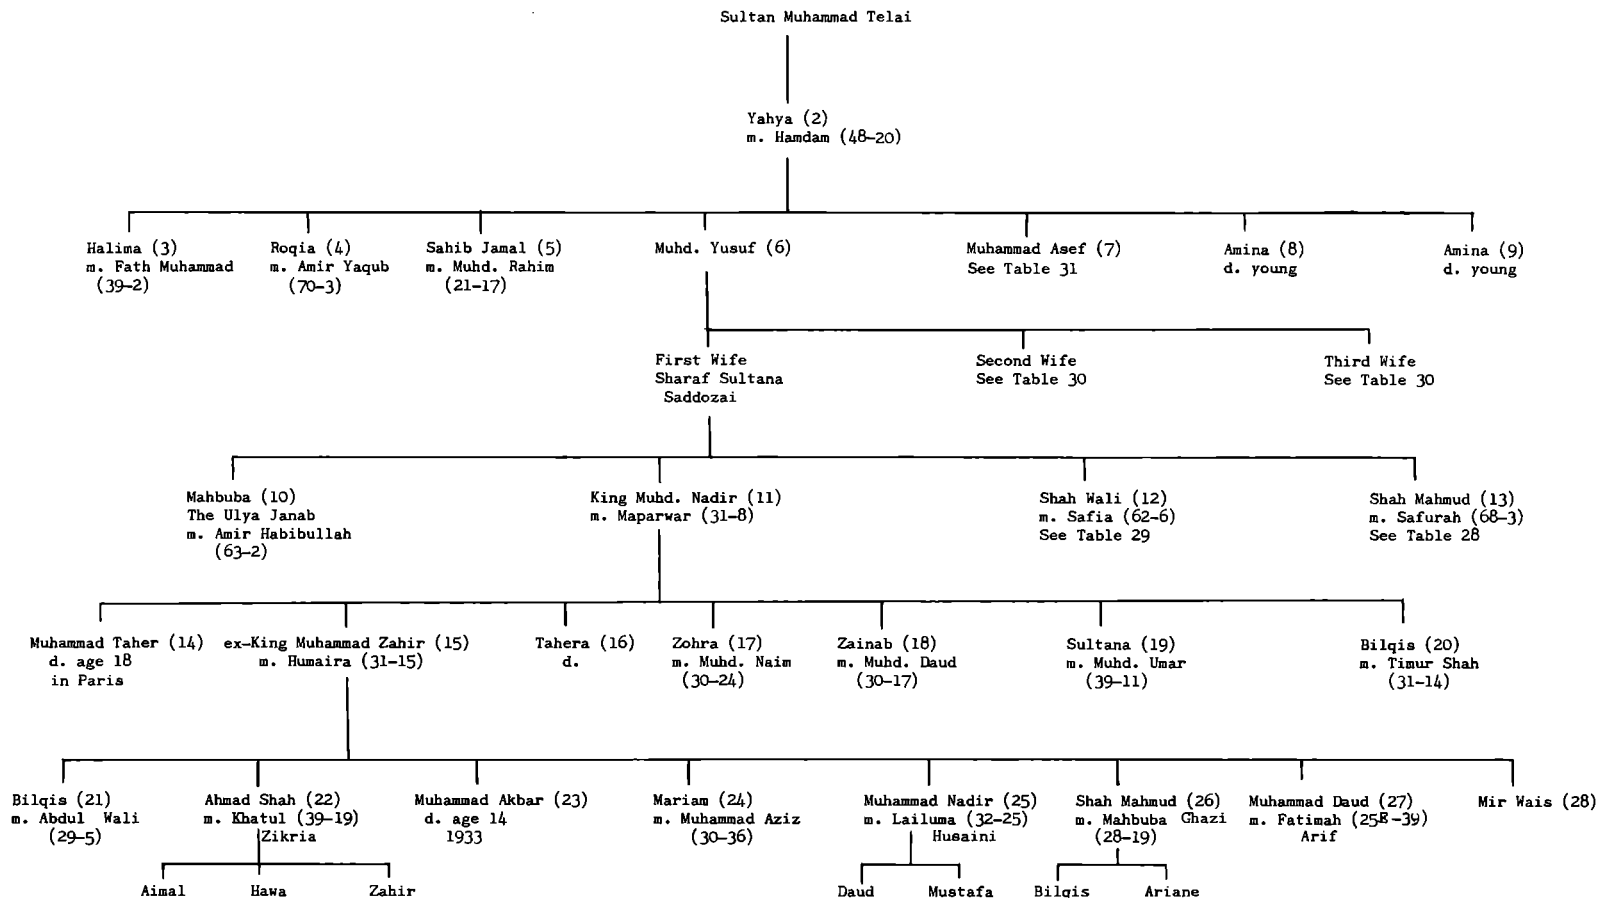 Sultan Muhammad Telai
Yahya (2)
m. Hamdam (48-20)
Halima (3)
m. Fath Muhammad
(39-2)
Roqia (4)
m. Amir Yaqub
(70-3)
Sahib Jamal (5)
m. Muhd. Rahim
(21-17)
Muhd. Yusuf (6)
Muhammad Asef (7)
See Table 31
Amina (8)
d. young
Amina (9)
d. young
First Wife
Sharaf Sultana
Saddozai
Second Wife
See Table 30
Third Wife
See Table 30
Mahbuba (10)
The Ulya Janab
m. Amir Habibullah
(63-2)
King Muhd. Nadir (11)
m. Maparwar (31-8)
Shah Wali (12)
m. Safia (62-6)
See Table 29
Shah Mahmud (13)
m. Safurah (68-3)
See Table 28
Muhammad Taher (14)
d. age 18
in Paris
ex-King Muhammad Zahir (15)
m. Humaira (31-15)
Tahera (16)
d.
Zohra (17)
m. Muhd. Naim
(30-24)
Zainab (18)
m. Muhd. Daud
(30-17)
Sultana (19)
m. Muhd. Umar
(39-11)
Bilqis (20)
m. Timur Shah
(31-14)
Bilqis (21)
m. Abdul Wali
(29-5)
Ahmad Shah (22)
m. Khatul (39-19)
Zikria
Muhammad Akbar (23)
d. age 14
1933
Mariam (24)
m. Muhammad Aziz
(30-36)
Muhammad Nadir (25)
m. Lailuma (32-25)
Husaini
Shah Mahmud (26)
m. Mahbuba Ghazi
(28-19)
Muhammad Daud (27)
m. Fatimah (25E-39)
Arif
Mir Wais (28)
Aimal
Hawa
Zahir
Daud
Mustafa
Bilqis
Ariane